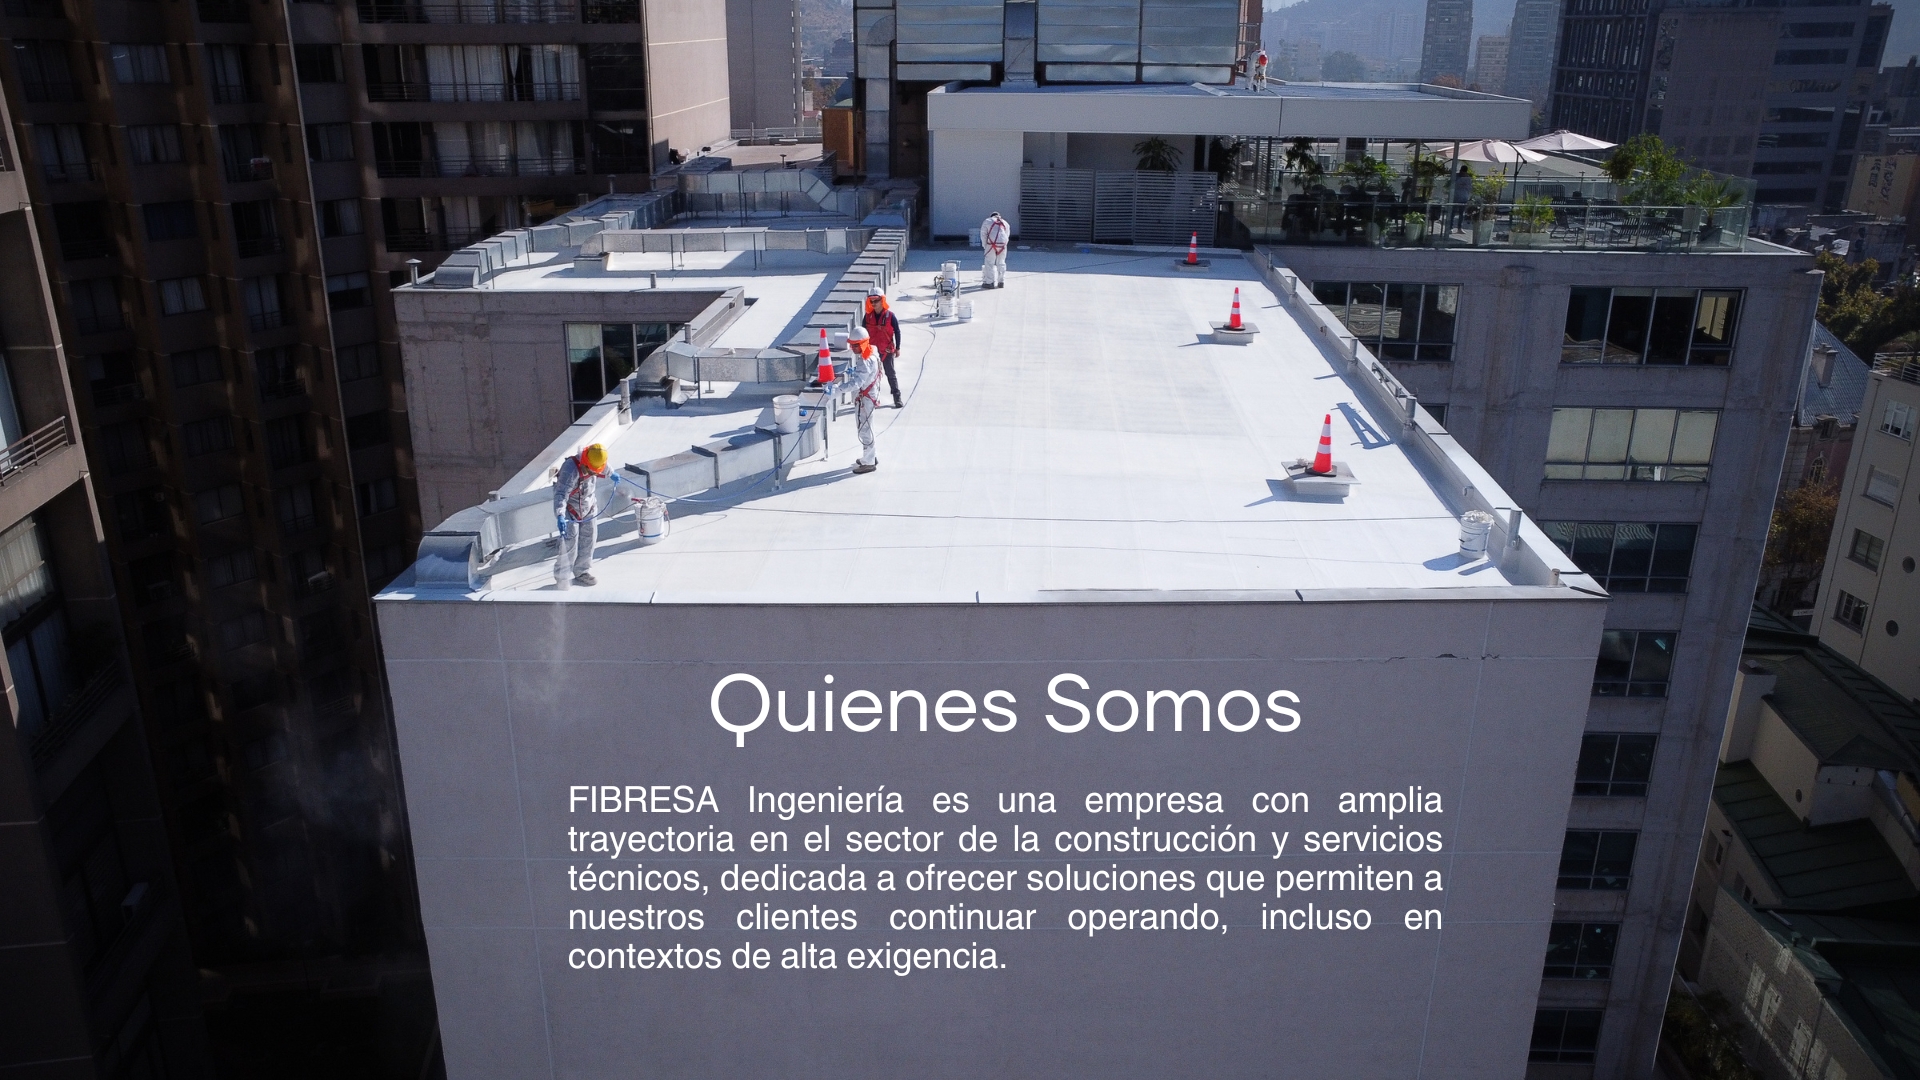 Quienes Somos
FIBRESA Ingeniería es una empresa con amplia
trayectoria en el sector de la construcción y servicios
técnicos, dedicada a ofrecer soluciones que permiten a
nuestros clientes continuar operando, incluso en
contextos de alta exigencia.